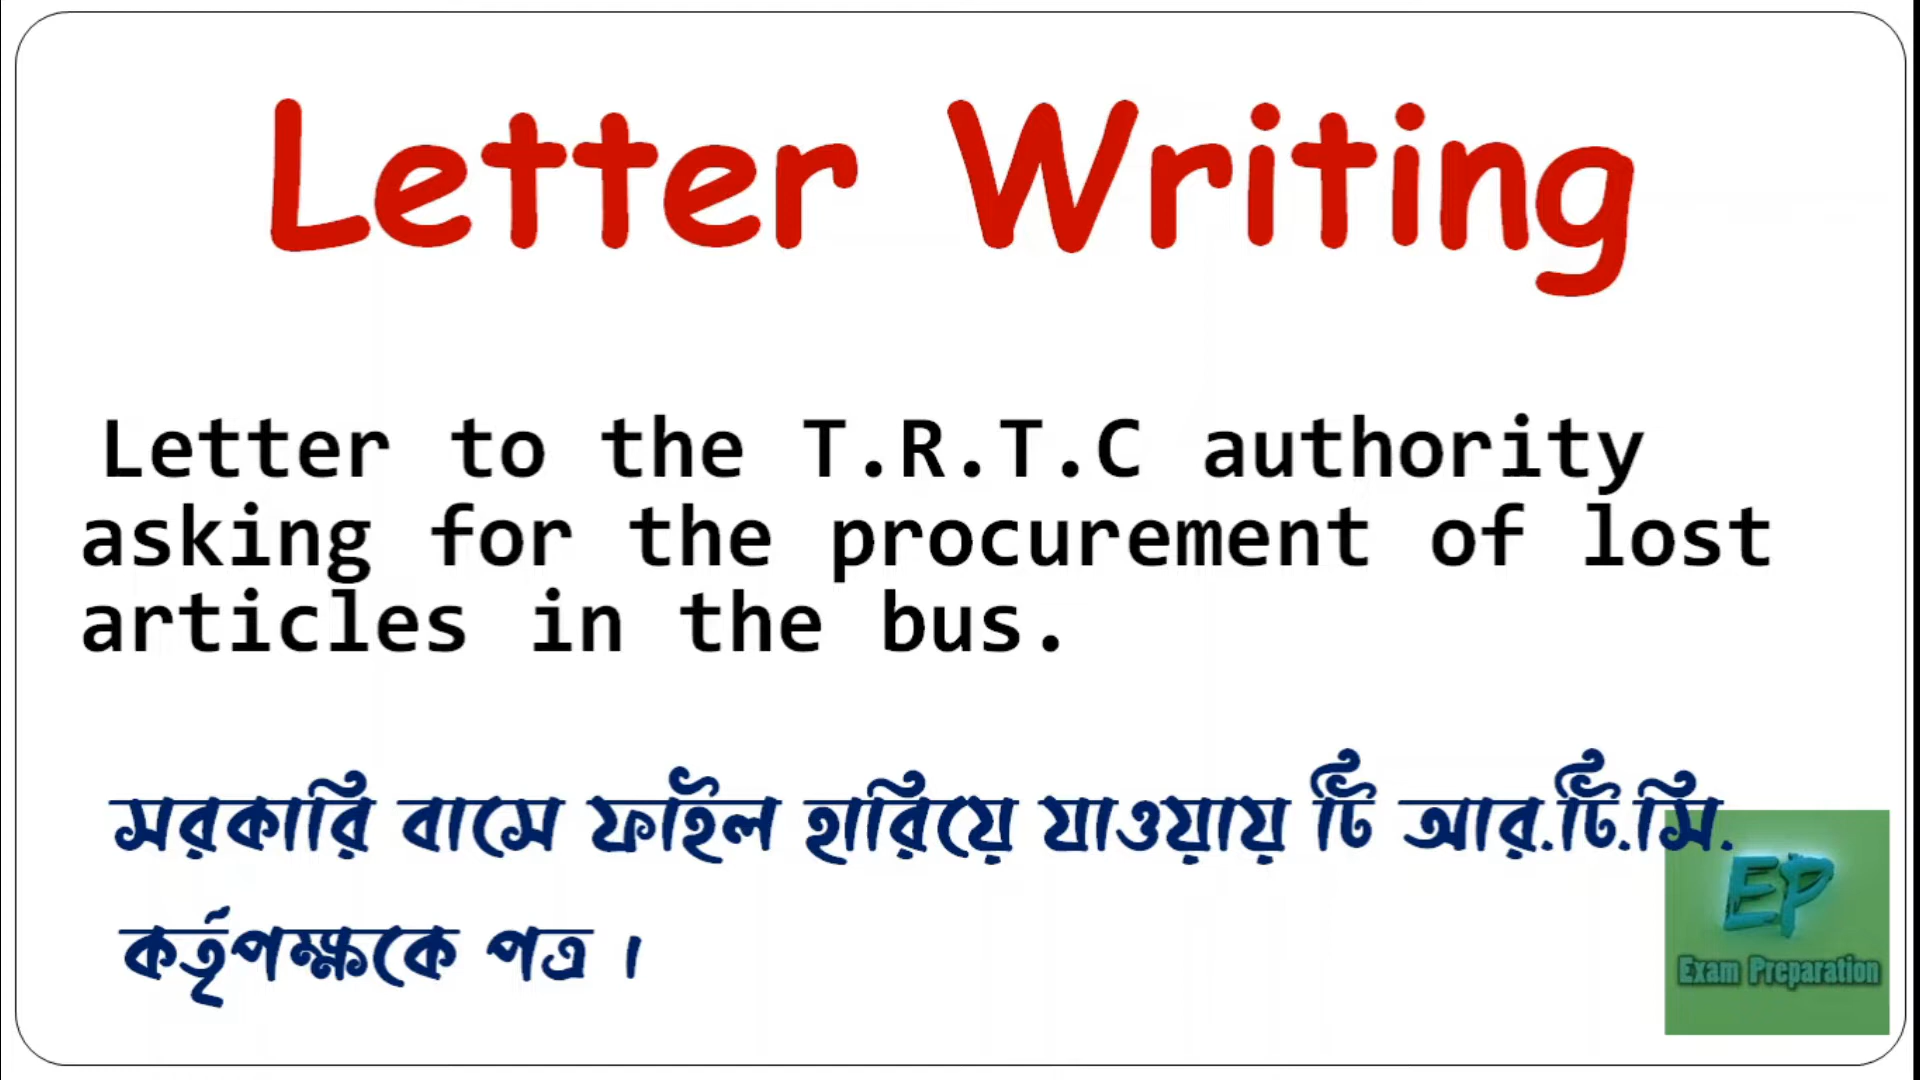 Letter Writing
Letter to the T.R.T.C authority
asking for the procurement of lost
articles in the bus.
সরকারি বাসে ফাইল হারিয়ে যাওয়ায় টি আর.টি.সি.
কর্তৃপক্ষকে পত্র ।
EP
Exam Preparation